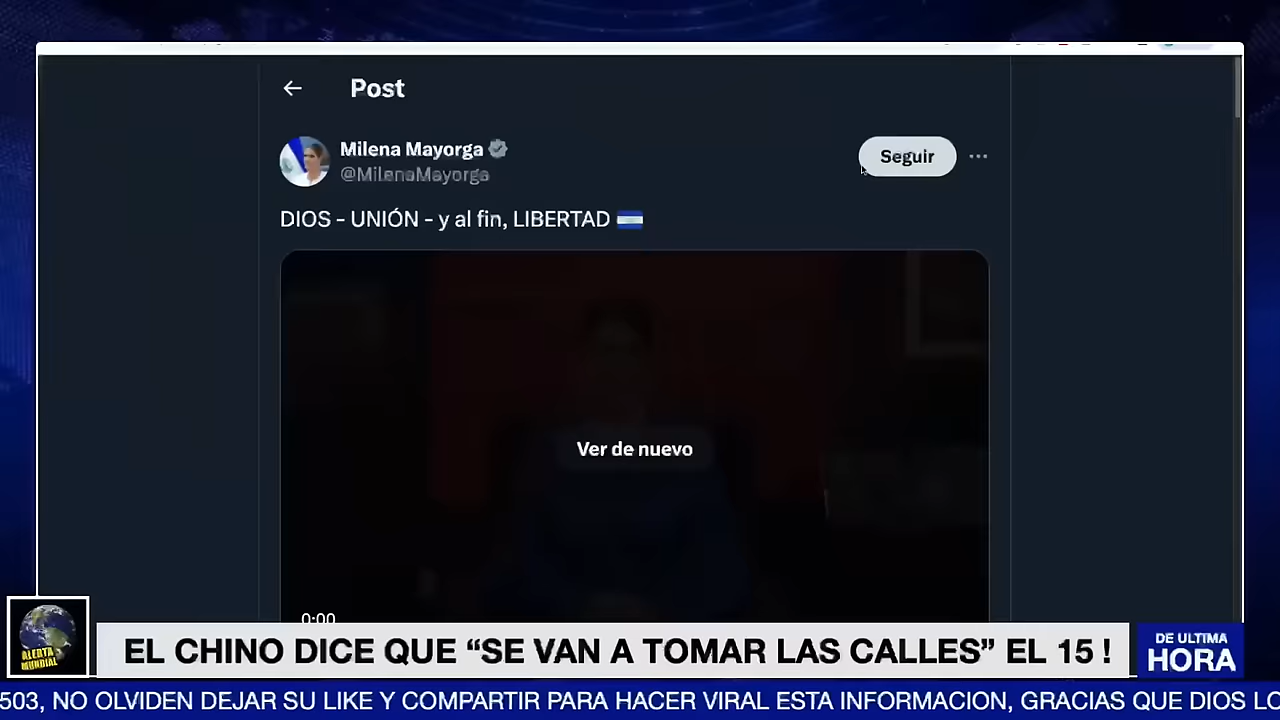 Post
Milena Mayorga
@MilenaMayorga
Seguir
DIOS - UNIÓN - y al fin, LIBERTAD
Ver de nuevo
0:00
ALERTA
MUNDIAL
EL CHINO DICE QUE “SE VAN A TOMAR LAS CALLES” EL 15 !
DE ULTIMA
HORA
503, NO OLVIDEN DEJAR SU LIKE Y COMPARTIR PARA HACER VIRAL ESTA INFORMACION, GRACIAS QUE DIOS LO